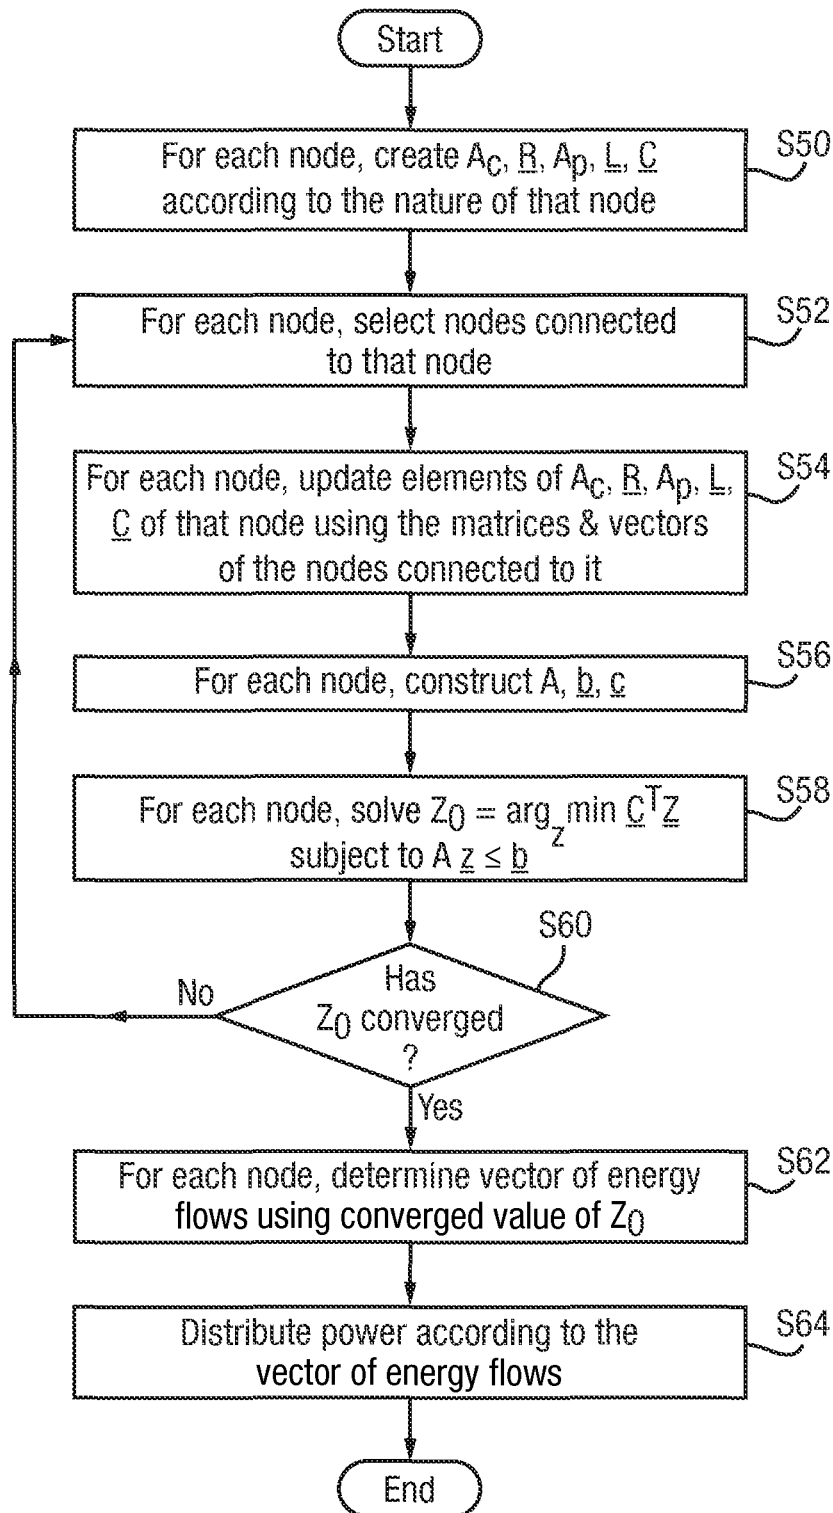 Start
For each node, create A_C, R̲, A_p, L̲, C̲
according to the nature of that node
S50
For each node, select nodes connected
to that node
S52
For each node, update elements of A_C, R̲, A_p, L̲,
C̲ of that node using the matrices & vectors
of the nodes connected to it
S54
For each node, construct A, b̲, c̲
S56
For each node, solve Z_0 = arg_z min C̲^T Z̲
subject to A z̲ ≤ b̲
S58
Has
Z_0 converged
?
S60
No
Yes
For each node, determine vector of energy
flows using converged value of Z_0
S62
Distribute power according to the
vector of energy flows
S64
End